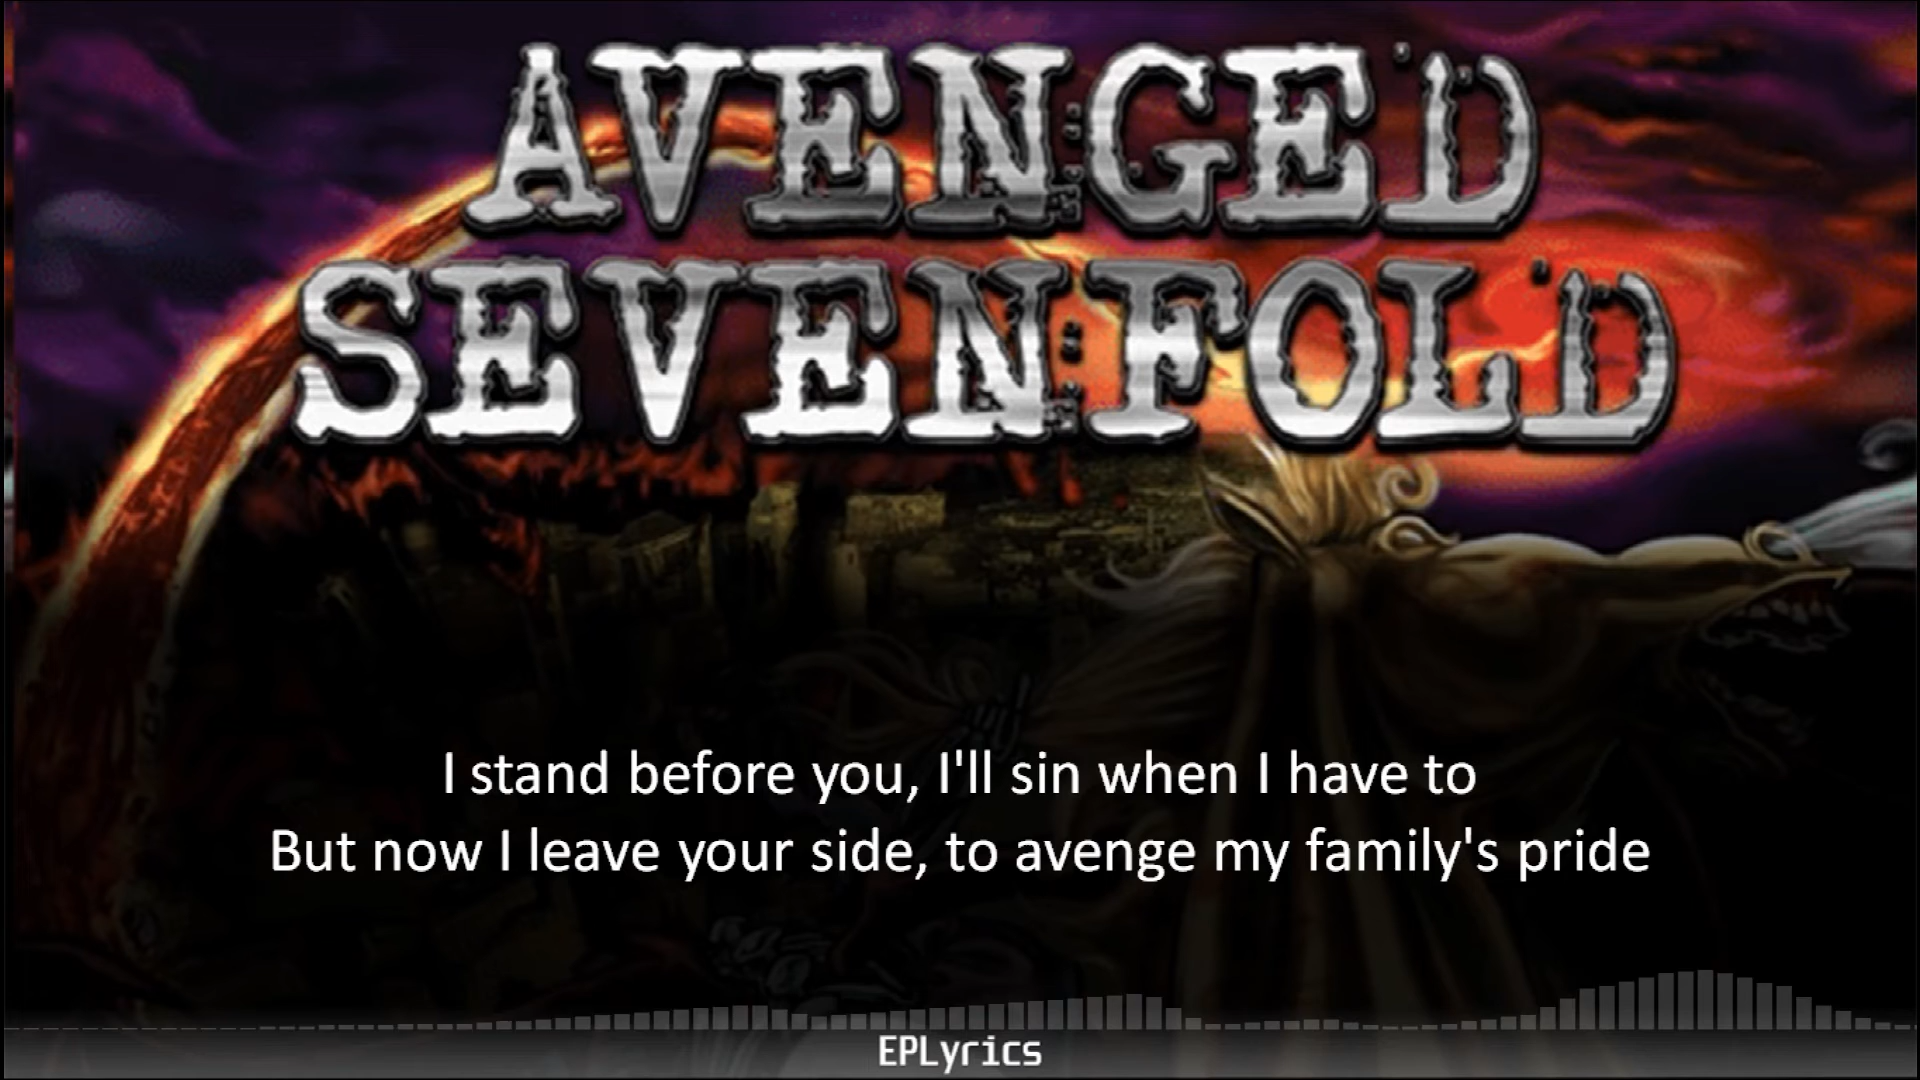 AVENGED
SEVENFOLD
I stand before you, I'll sin when I have to
But now I leave your side, to avenge my family's pride
EPLyrics